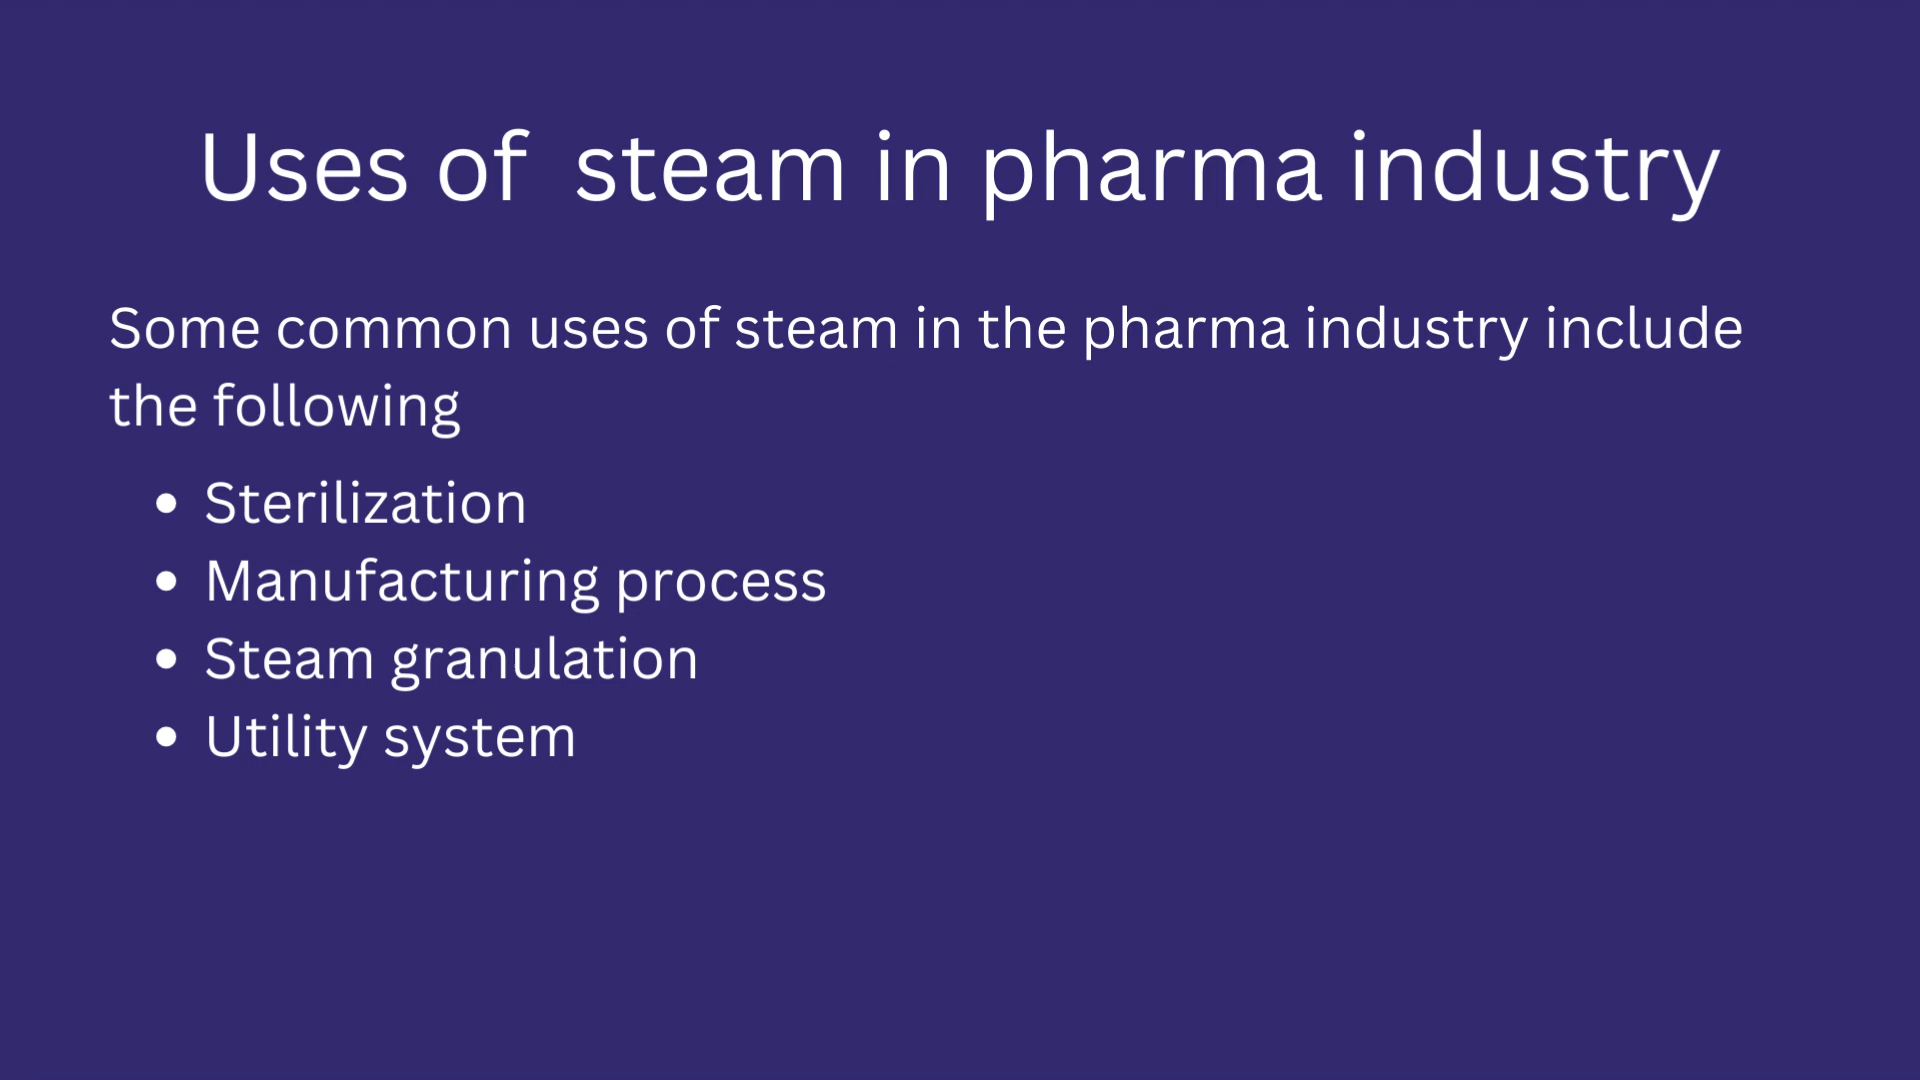 Uses of  steam in pharma industry
Some common uses of steam in the pharma industry include
the following
• Sterilization
• Manufacturing process
• Steam granulation
• Utility system